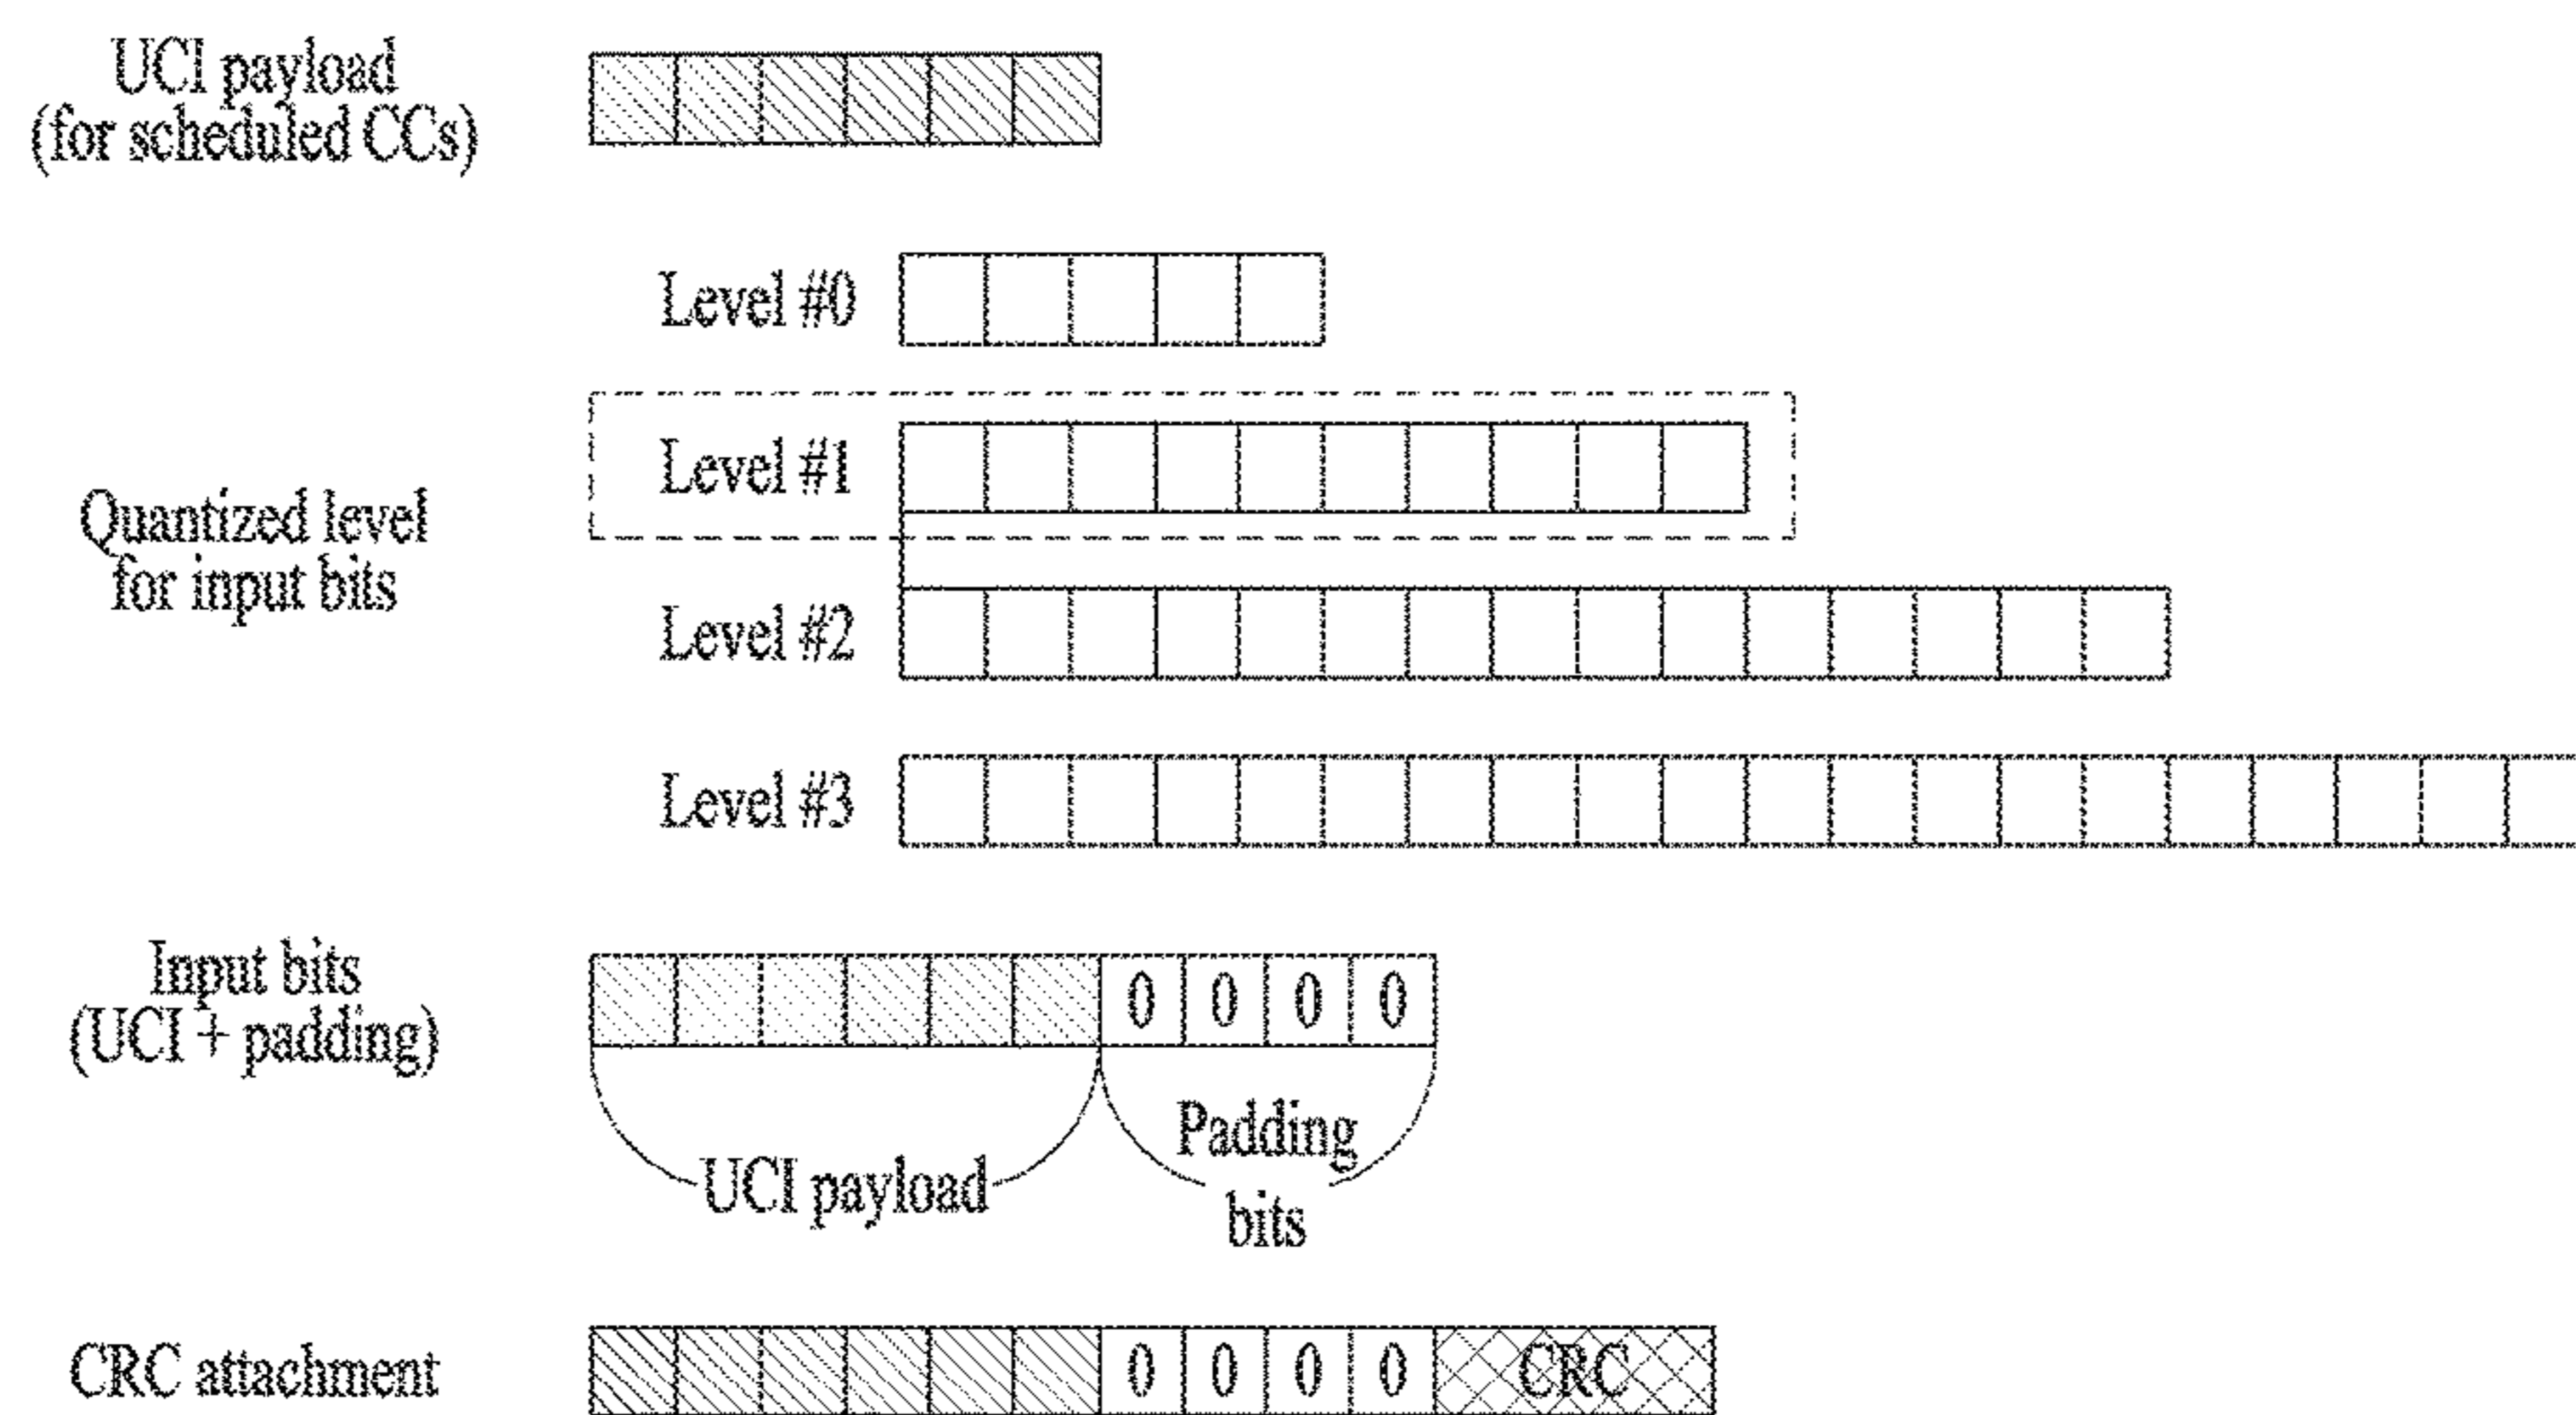 UCI payload
(for scheduled CCs)
Level #0
Level #1
Quantized level
for input bits
Level #2
Level #3
Input bits
(UCI + padding)
0 0 0 0
UCI payload
Padding
bits
CRC attachment
0 0 0 0 CRC